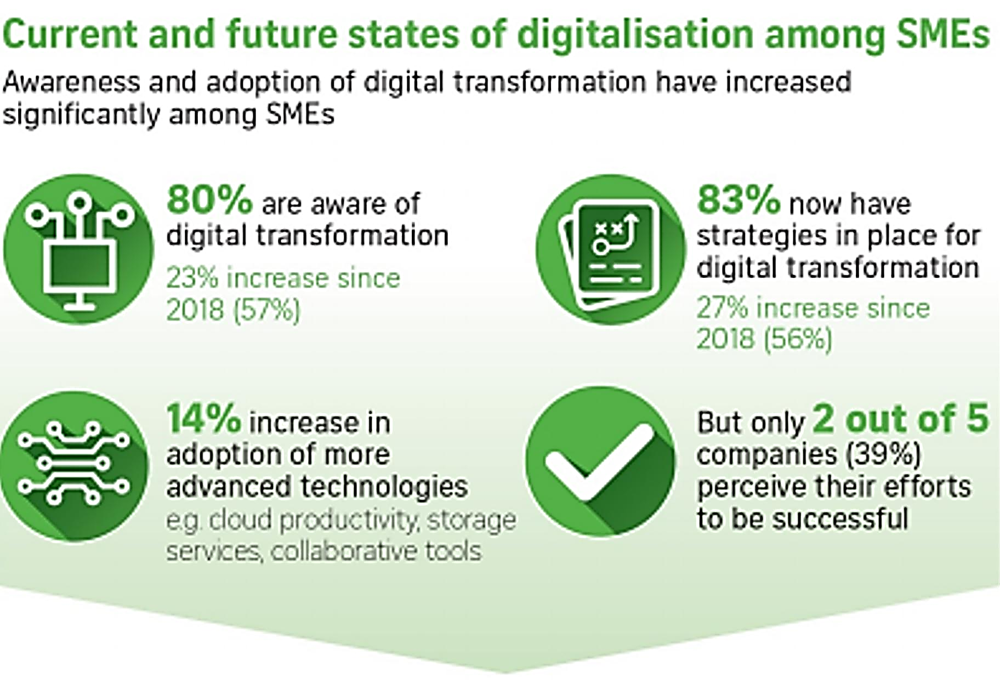 Current and future states of digitalisation among SMEs
Awareness and adoption of digital transformation have increased
significantly among SMEs
80% are aware of
digital transformation
23% increase since
2018 (57%)
83% now have
strategies in place for
digital transformation
27% increase since
2018 (56%)
14% increase in
adoption of more
advanced technologies
e.g. cloud productivity, storage
services, collaborative tools
But only 2 out of 5
companies (39%)
perceive their efforts
to be successful